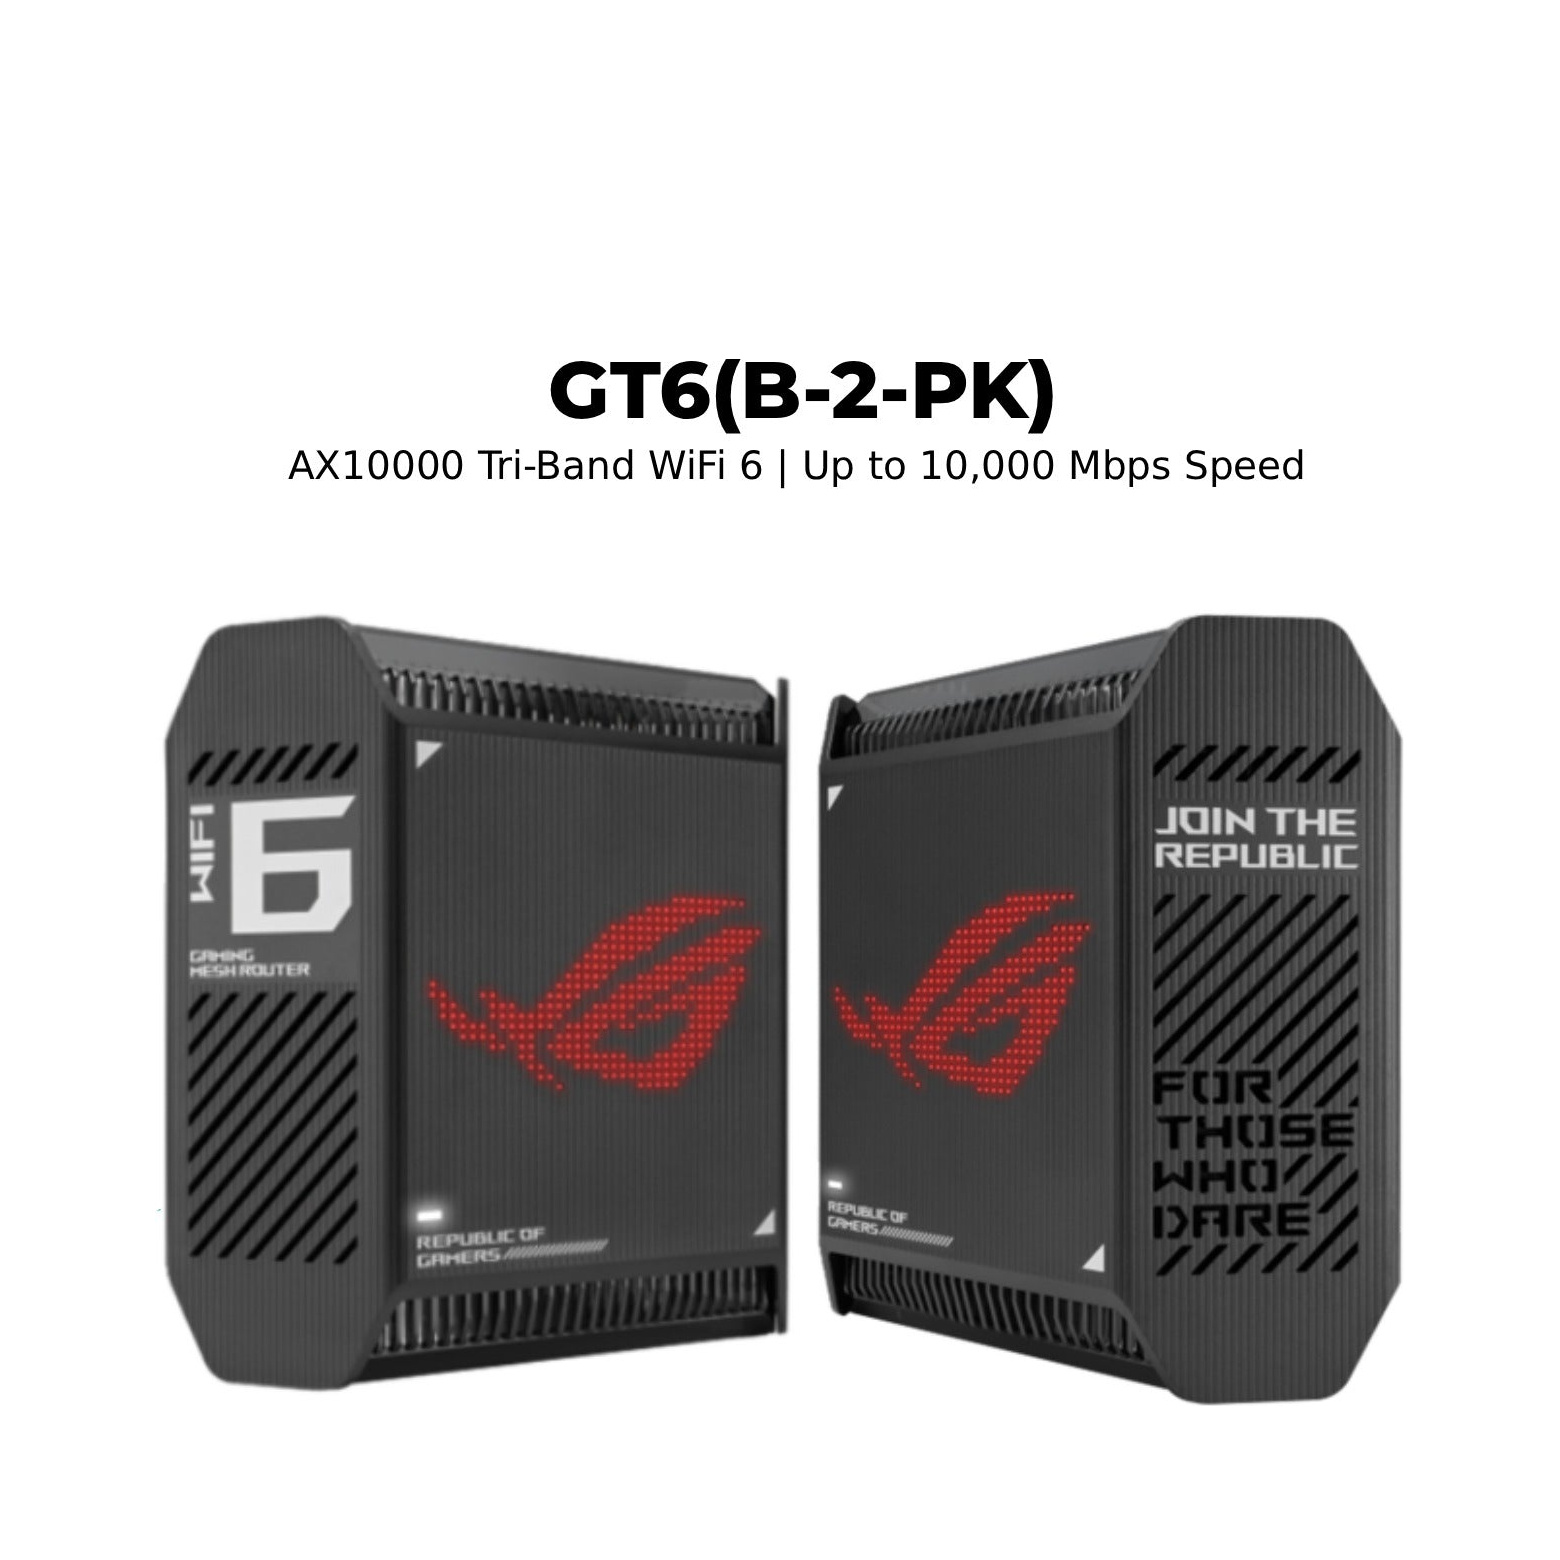 GT6(B-2-PK)
AX10000 Tri-Band WiFi 6 | Up to 10,000 Mbps Speed
WIFI
6
GAMING
MESH ROUTER
REPUBLIC OF
GAMERS
REPUBLIC OF
GAMERS
JOIN THE
REPUBLIC
FOR
THOSE
WHO
DARE